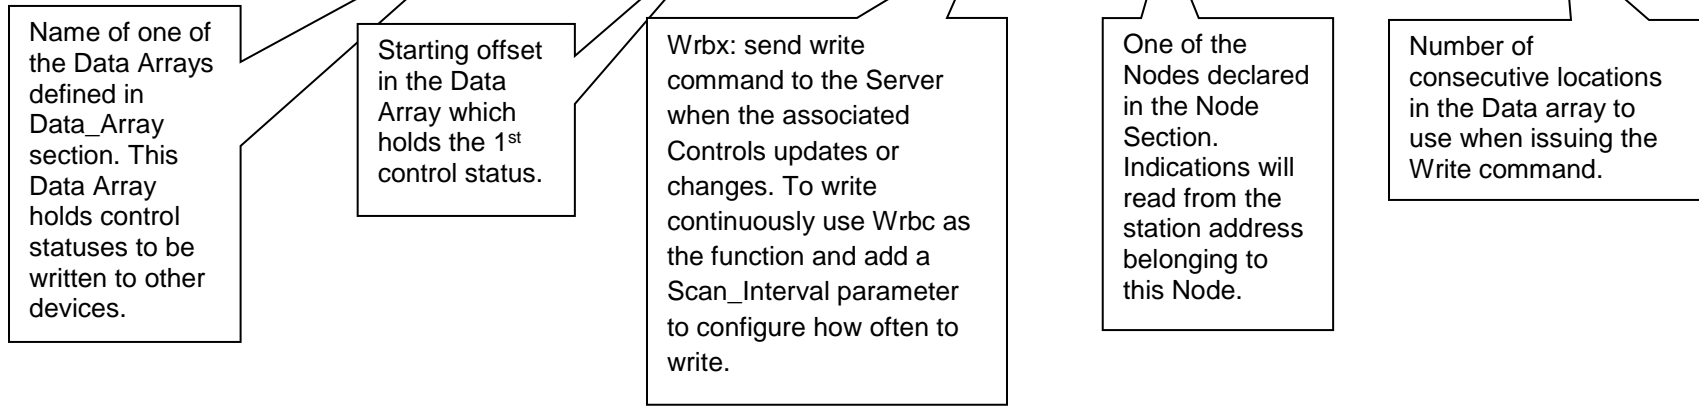 Name of one of
the Data Arrays
defined in
Data_Array
section. This
Data Array
holds control
statuses to be
written to other
devices.
Starting offset
in the Data
Array which
holds the 1st
control status.
Wrbx: send write
command to the Server
when the associated
Controls updates or
changes. To write
continuously use Wrbc as
the function and add a
Scan_Interval parameter
to configure how often to
write.
One of the
Nodes declared
in the Node
Section.
Indications will
read from the
station address
belonging to
this Node.
Number of
consecutive locations
in the Data array to
use when issuing the
Write command.